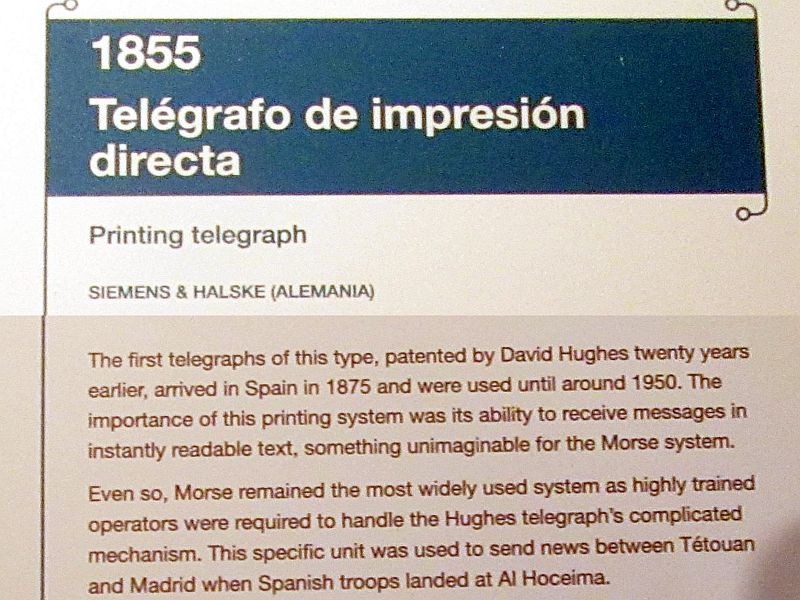 1855
Telégrafo de impresión
directa
Printing telegraph
SIEMENS & HALSKE (ALEMANIA)
The first telegraphs of this type, patented by David Hughes twenty years
earlier, arrived in Spain in 1875 and were used until around 1950. The
importance of this printing system was its ability to receive messages in
instantly readable text, something unimaginable for the Morse system.
Even so, Morse remained the most widely used system as highly trained
operators were required to handle the Hughes telegraph's complicated
mechanism. This specific unit was used to send news between Tétouan
and Madrid when Spanish troops landed at Al Hoceima.